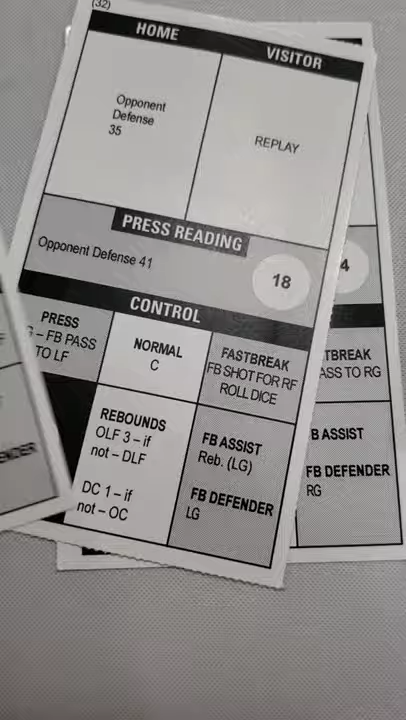 (32)
HOME
VISITOR
Opponent
Defense
35
REPLAY
PRESS READING
Opponent Defense 41
18
CONTROL
PRESS
– FB PASS
TO LF
NORMAL
C
FASTBREAK
FB SHOT FOR RF
ROLL DICE
REBOUNDS
OLF 3 – if
not – DLF
DC 1 – if
not – OC
FB ASSIST
Reb. (LG)
FB DEFENDER
LG
4
TBREAK
ASS TO RG
B ASSIST
FB DEFENDER
RG
ENDER